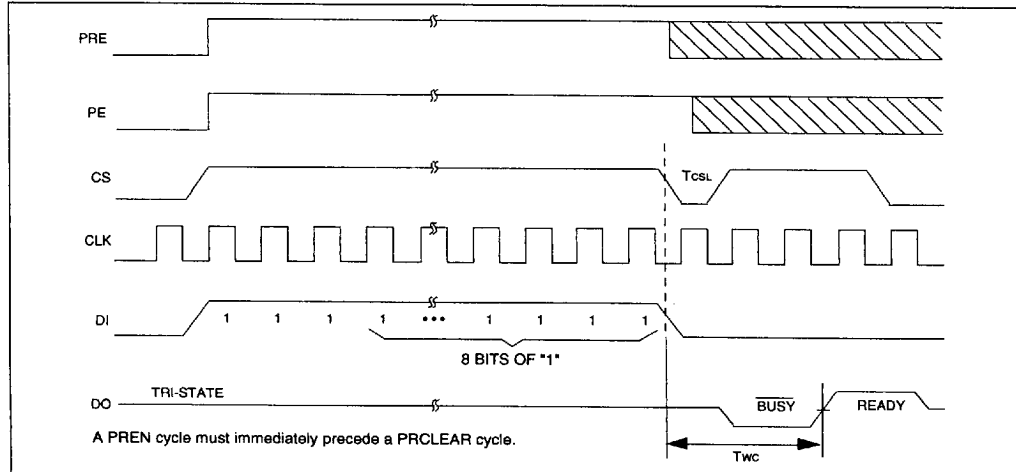 PRE
PE
CS
TCSL
CLK
DI
1 1 1 1 ••• 1 1 1 1
8 BITS OF "1"
DO
TRI-STATE
BUSY
READY
A PREN cycle must immediately precede a PRCLEAR cycle.
TWC